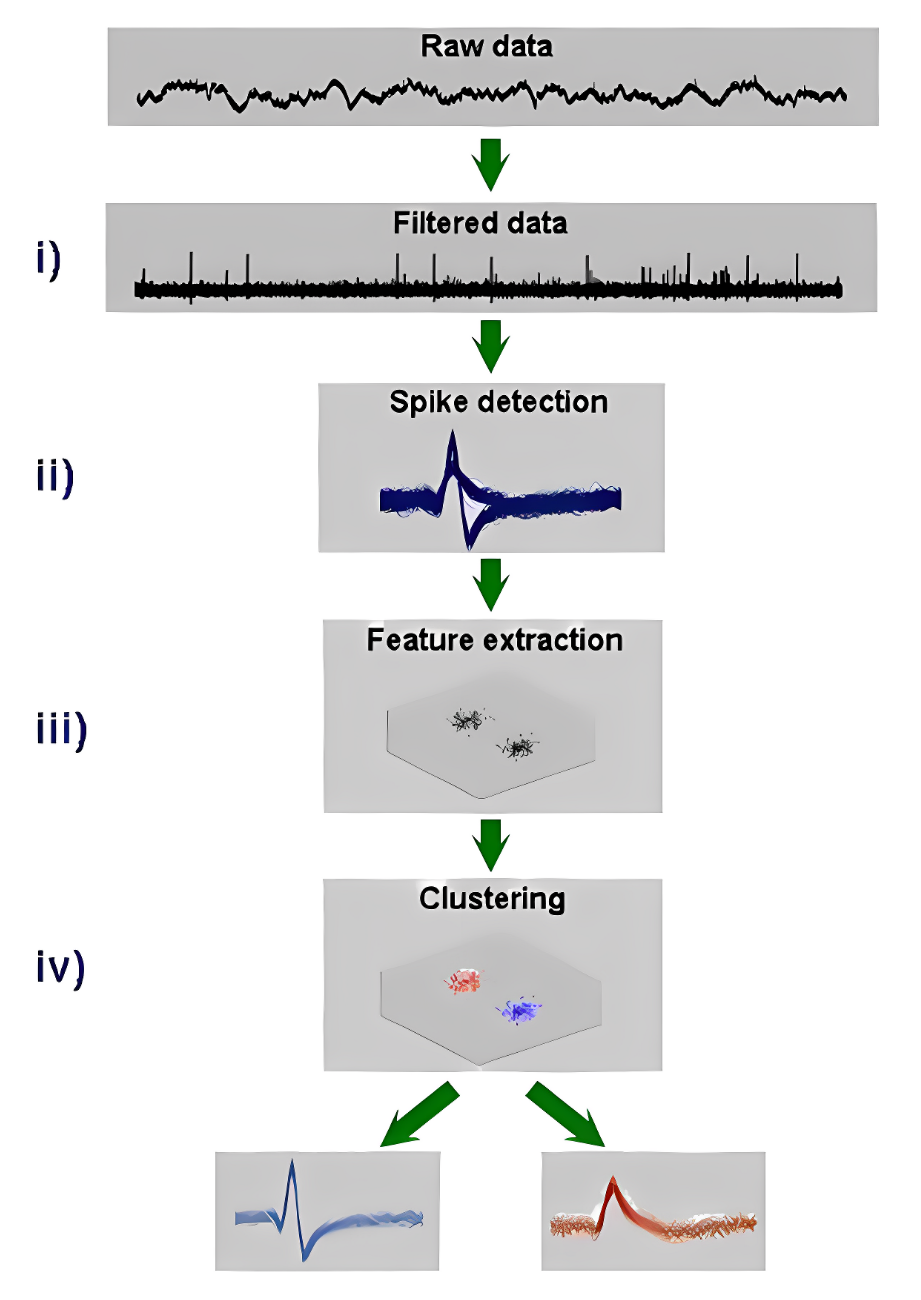 Raw data
i)
Filtered data
ii)
Spike detection
iii)
Feature extraction
iv)
Clustering